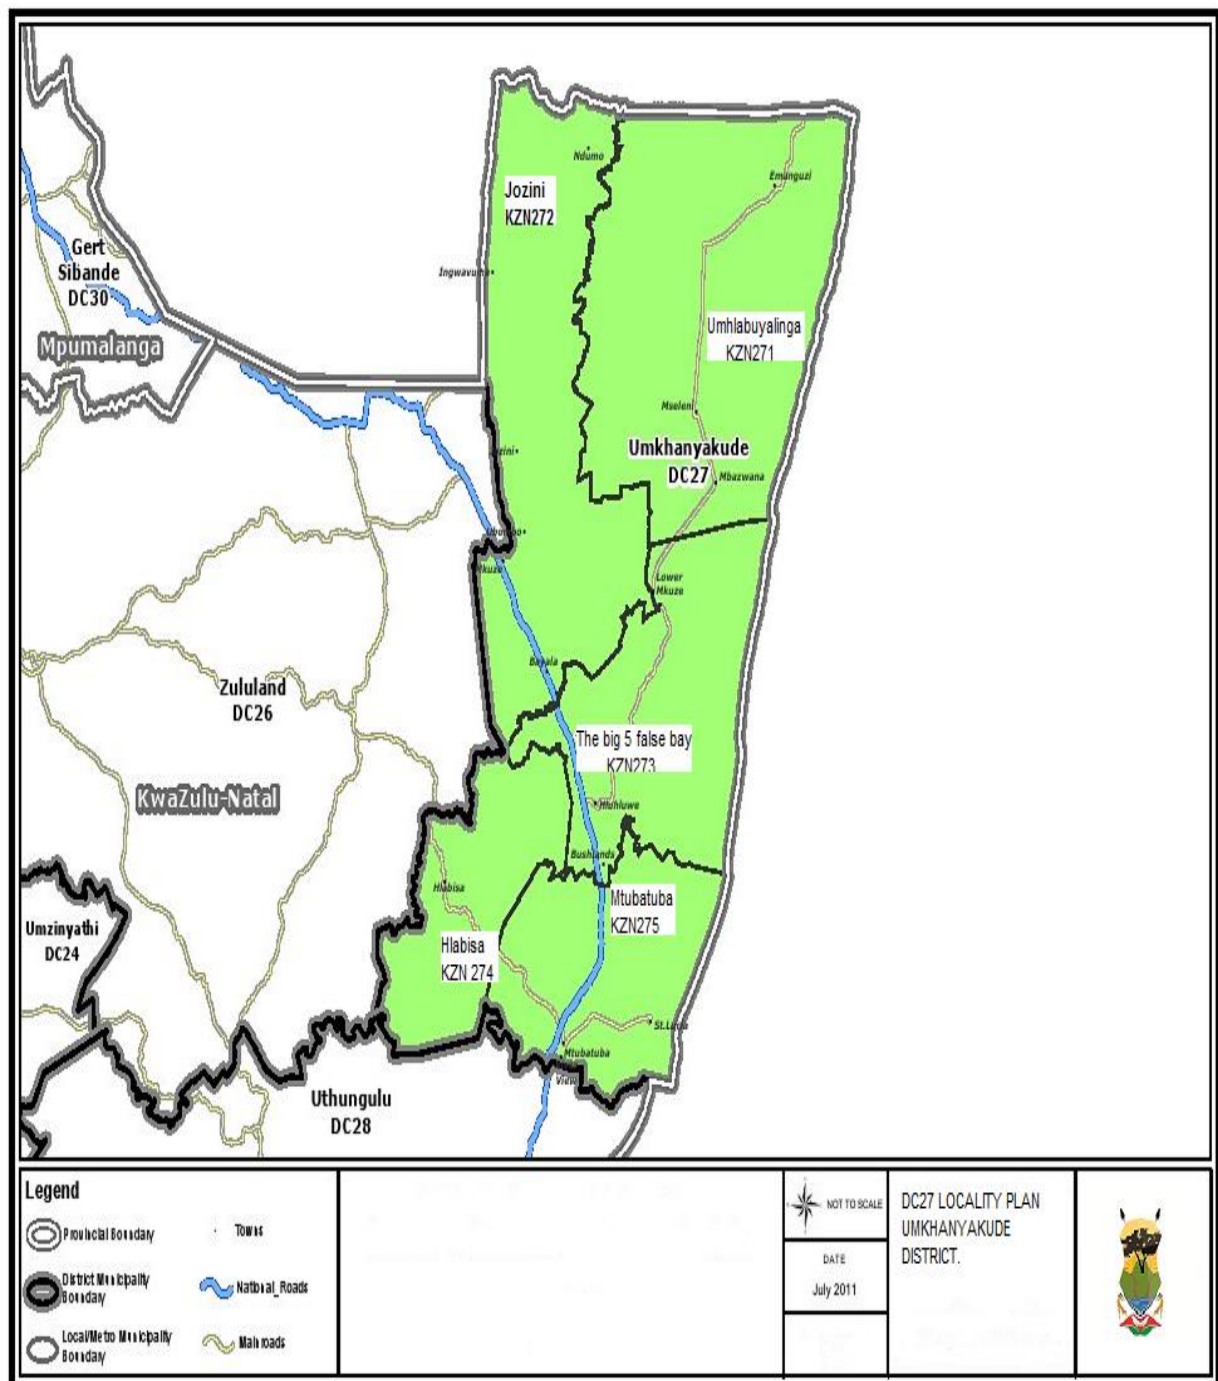 Ndumo
Emanguzi
Jozini
KZN272
Gert
Sibande
DC30
Mpumalanga
Umhlabuyalinga
KZN271
Umkhanyakude
DC27
Mbazwana
Mkuze
Lower
Mkuze
Bayala
Zululand
DC26
The big 5 false bay
KZN273
KwaZulu-Natal
Hluhluwe
Bushlands
Hlabisa
Mtubatuba
KZN275
Umzinyathi
DC24
Hlabisa
KZN 274
St.Lucia
Mtubatuba
View
Uthungulu
DC28
Legend
Provincial Boundary
Towns
District Municipality
Boundary
National_Roads
Local/Metro Municipality
Boundary
Main roads
NOT TO SCALE
DATE
July 2011
DC27 LOCALITY PLAN
UMKHANYAKUDE
DISTRICT.